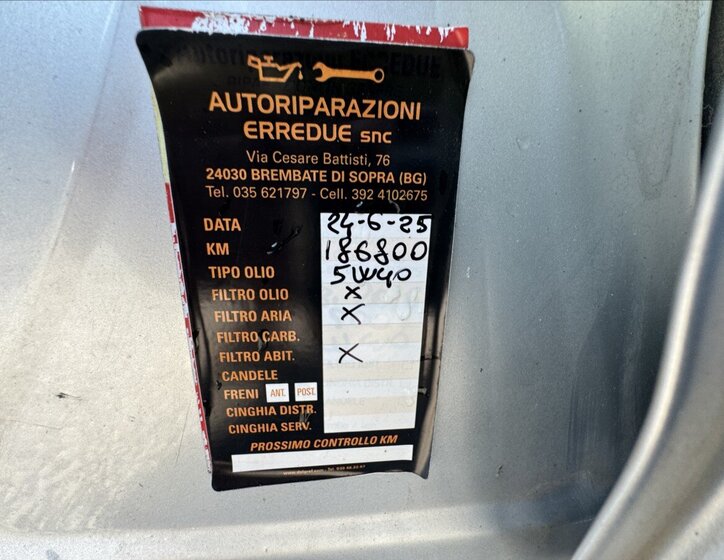 AUTORIPARAZIONI
ERREDUE snc
Via Cesare Battisti, 76
24030 BREMBATE DI SOPRA (BG)
Tel. 035 621797 - Cell. 392 4102675
DATA 24-6-25
KM 186800
TIPO OLIO 5W40
FILTRO OLIO X
FILTRO ARIA X
FILTRO CARB.
FILTRO ABIT. X
CANDELE
FRENI ANT. POST.
CINGHIA DISTR.
CINGHIA SERV.
PROSSIMO CONTROLLO KM